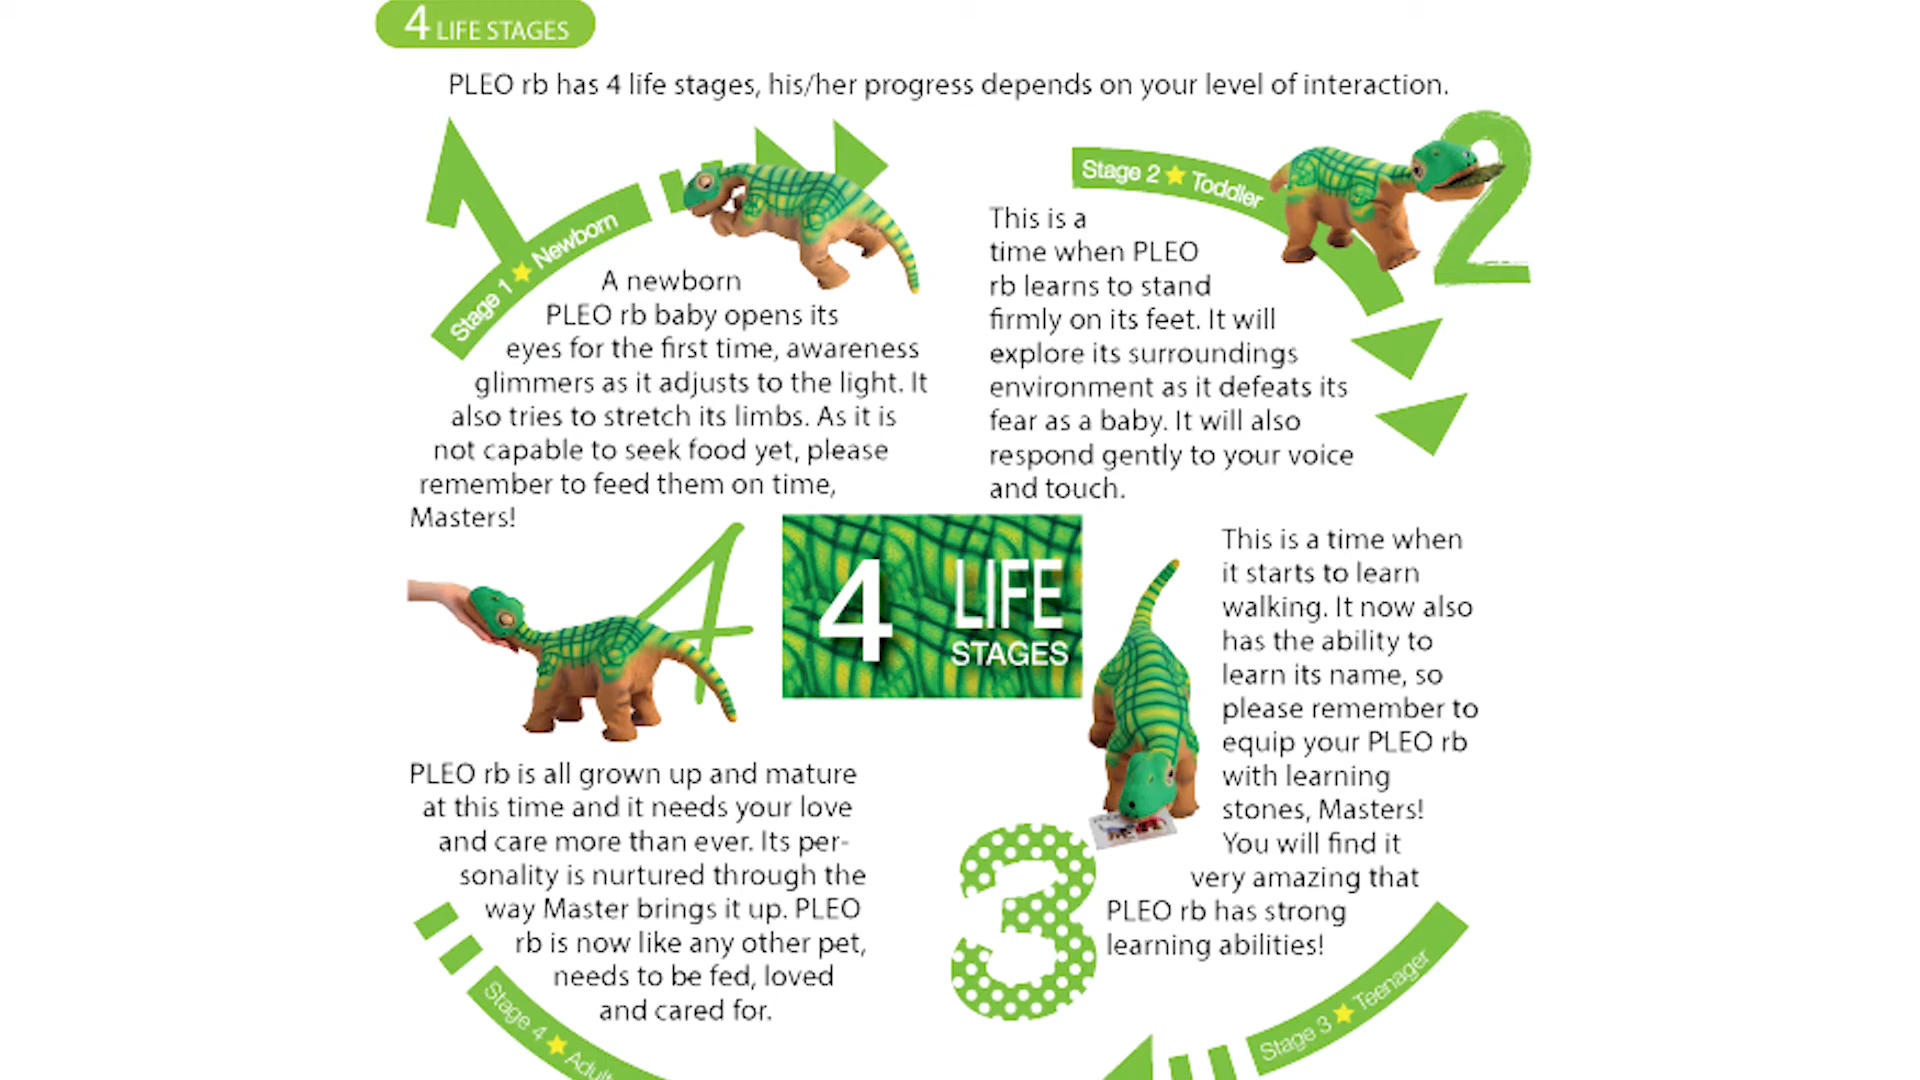 4 LIFE STAGES
PLEO rb has 4 life stages, his/her progress depends on your level of interaction.
1
Stage 1 Newborn
A newborn
PLEO rb baby opens its
eyes for the first time, awareness
glimmers as it adjusts to the light. It
also tries to stretch its limbs. As it is
not capable to seek food yet, please
remember to feed them on time,
Masters!
2
Stage 2 Toddler
This is a
time when PLEO
rb learns to stand
firmly on its feet. It will
explore its surroundings
environment as it defeats its
fear as a baby. It will also
respond gently to your voice
and touch.
4 LIFE
STAGES
This is a time when
it starts to learn
walking. It now also
has the ability to
learn its name, so
please remember to
equip your PLEO rb
with learning
stones, Masters!
You will find it
very amazing that
PLEO rb has strong
learning abilities!
3
Stage 3 Teenager
4
PLEO rb is all grown up and mature
at this time and it needs your love
and care more than ever. Its per-
sonality is nurtured through the
way Master brings it up. PLEO
rb is now like any other pet,
needs to be fed, loved
and cared for.
Stage 4 Adult